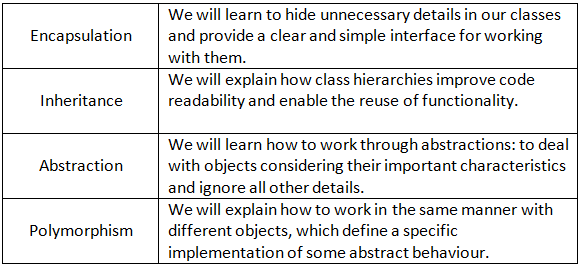 Encapsulation
We will learn to hide unnecessary details in our classes
and provide a clear and simple interface for working
with them.
Inheritance
We will explain how class hierarchies improve code
readability and enable the reuse of functionality.
Abstraction
We will learn how to work through abstractions: to deal
with objects considering their important characteristics
and ignore all other details.
Polymorphism
We will explain how to work in the same manner with
different objects, which define a specific
implementation of some abstract behaviour.